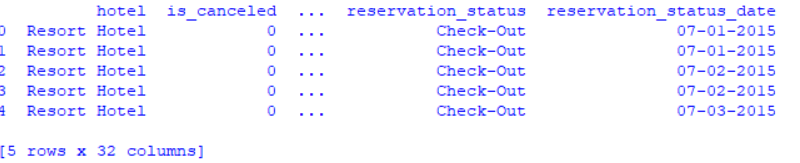 hotel is_canceled ... reservation_status reservation_status_date
0 Resort Hotel 0 ... Check-Out 07-01-2015
1 Resort Hotel 0 ... Check-Out 07-01-2015
2 Resort Hotel 0 ... Check-Out 07-02-2015
3 Resort Hotel 0 ... Check-Out 07-02-2015
4 Resort Hotel 0 ... Check-Out 07-03-2015
[5 rows x 32 columns]